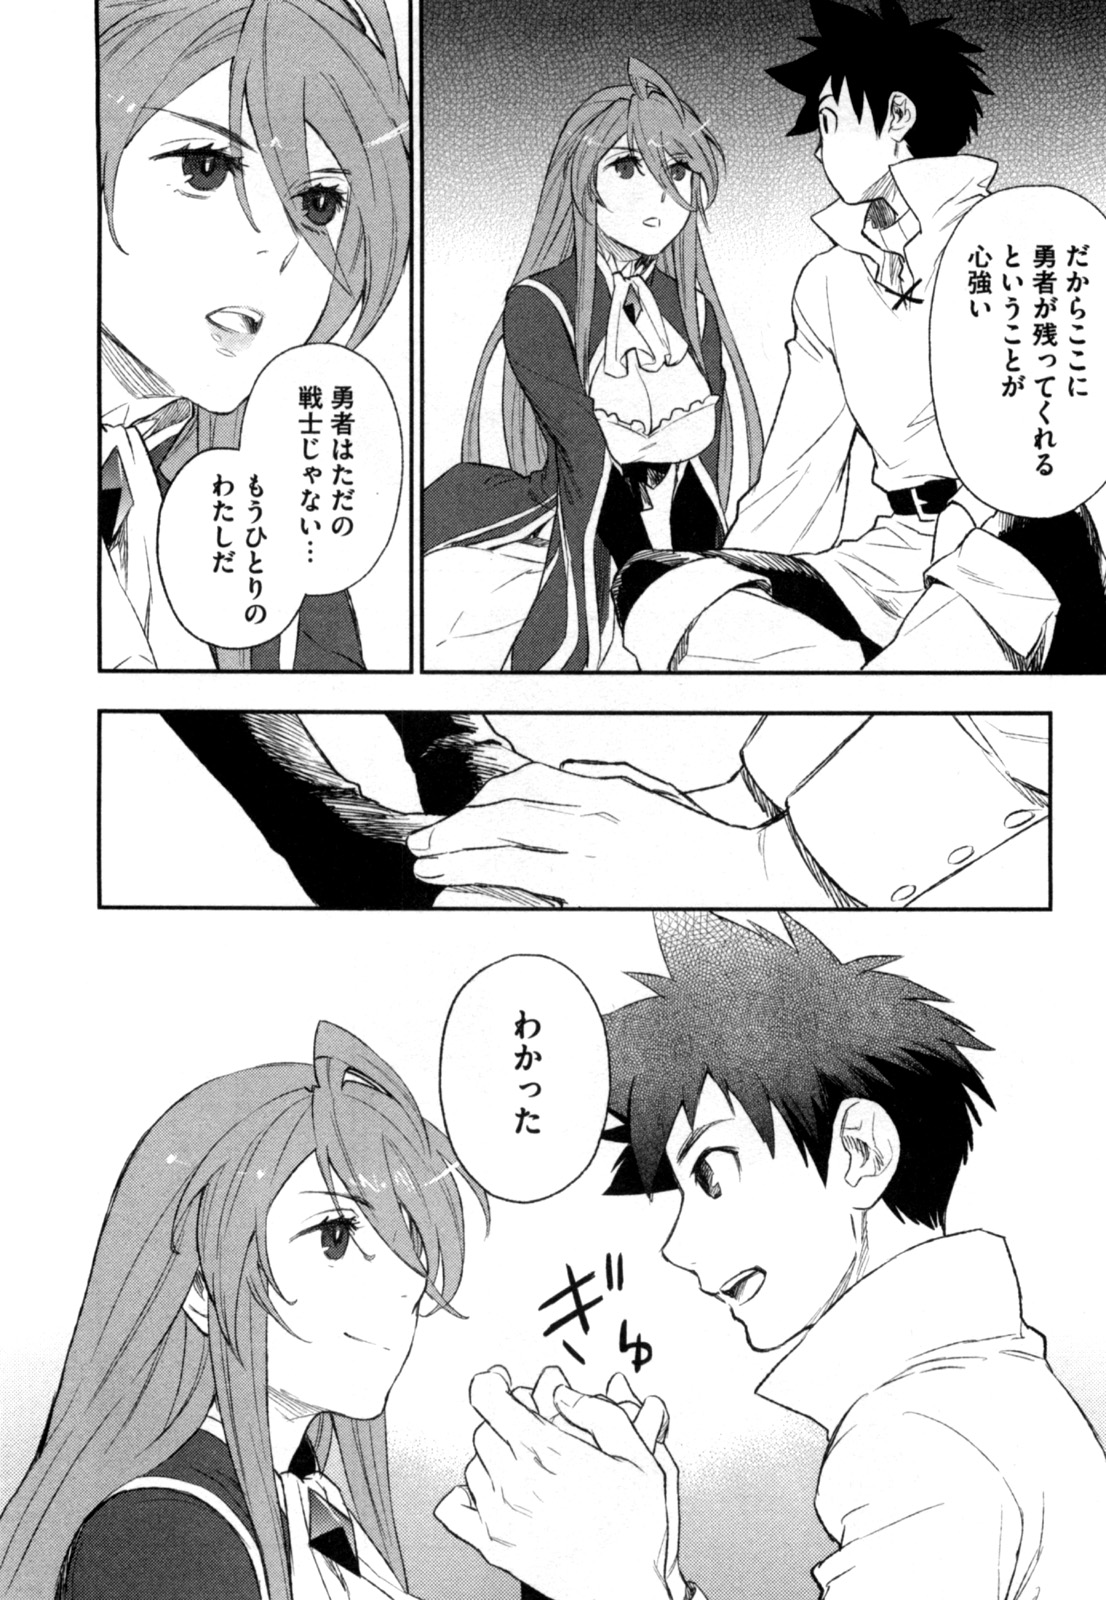 だからここに
勇者が残ってくれる
ということが
心強い
勇者はただの
戦士じゃない…
もうひとりの
わたしだ
わかった
ぎゅ